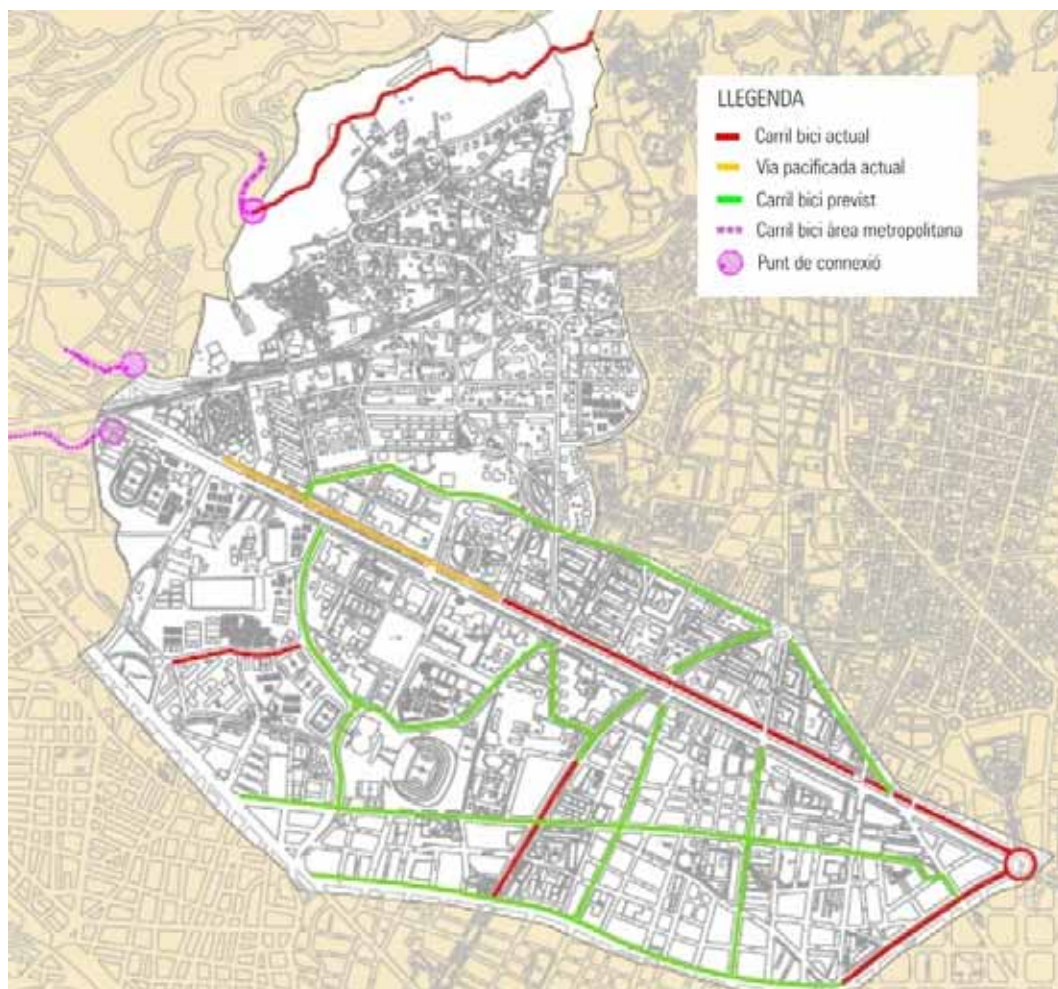 LLEGENDA
Carril bici actual
Via pacificada actual
Carril bici previst
Carril bici àrea metropolitana
Punt de connexió